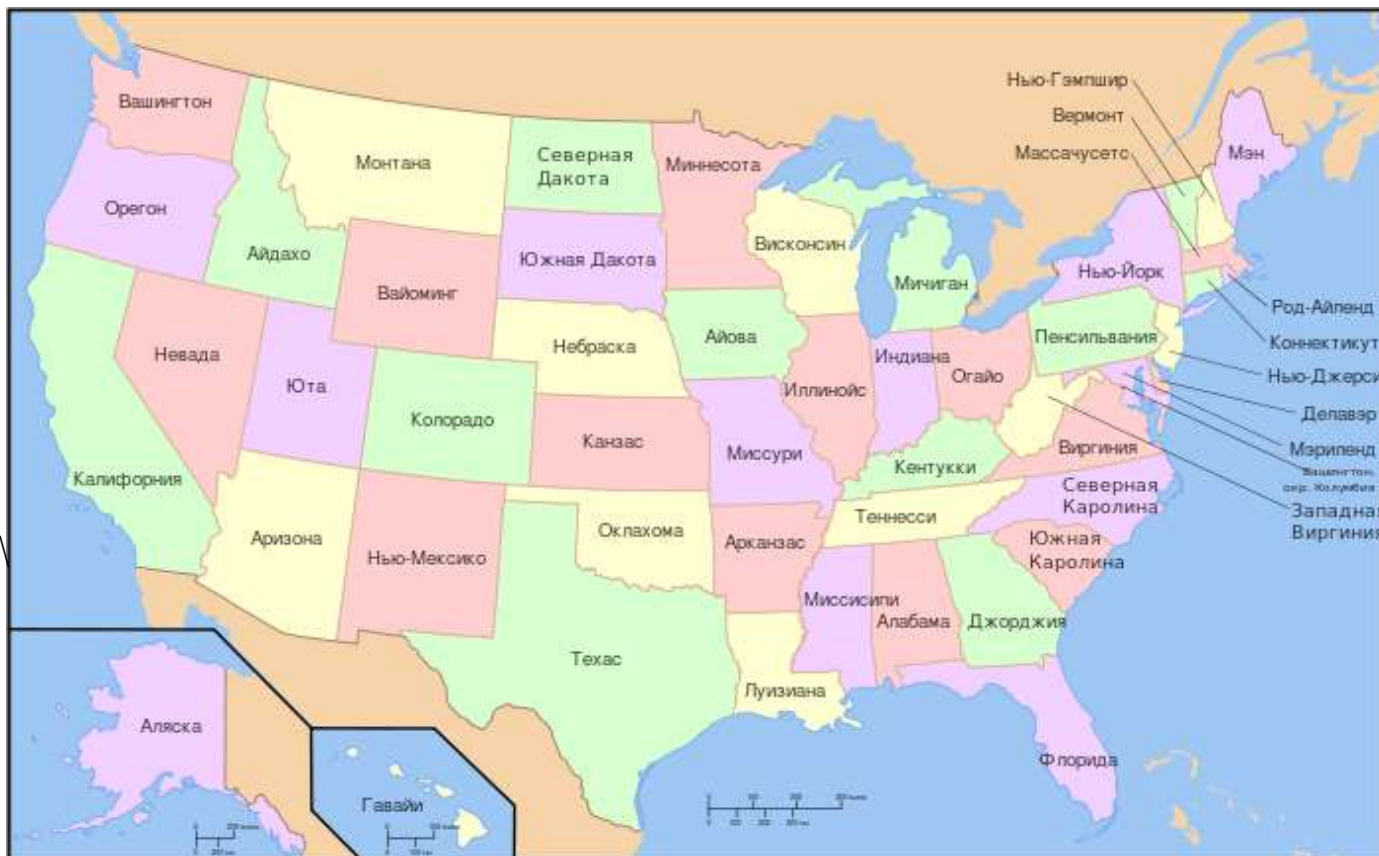 Нью-Гэмпшир
Вермонт
Массачусетс
Вашингтон
Монтана
Северная
Дакота
Миннесота
Мэн
Орегон
Айдахо
Южная Дакота
Висконсин
Мичиган
Нью-Йорк
Вайоминг
Род-Айленд
Невада
Небраска
Айова
Индиана
Огайо
Пенсильвания
Коннектикут
Юта
Колорадо
Иллинойс
Нью-Джерси
Канзас
Миссури
Виргиния
Делавэр
Мэриленд
Калифорния
Кентукки
Вашингтон,
окр. Колумбия
Северная
Каролина
Западная
Виргиния
Аризона
Нью-Мексико
Оклахома
Арканзас
Теннесси
Южная
Каролина
Техас
Миссисипи
Алабама
Джорджия
Луизиана
Аляска
Гавайи
Флорида